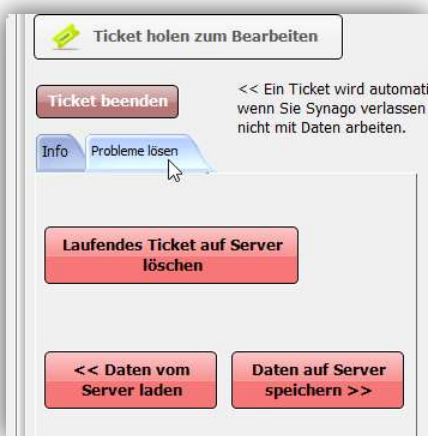 Ticket holen zum Bearbeiten
<< Ein Ticket wird automati
Ticket beenden
wenn Sie Synago verlassen
nicht mit Daten arbeiten.
Info
Probleme lösen
Laufendes Ticket auf Server
löschen
<< Daten vom
Server laden
Daten auf Server
speichern >>